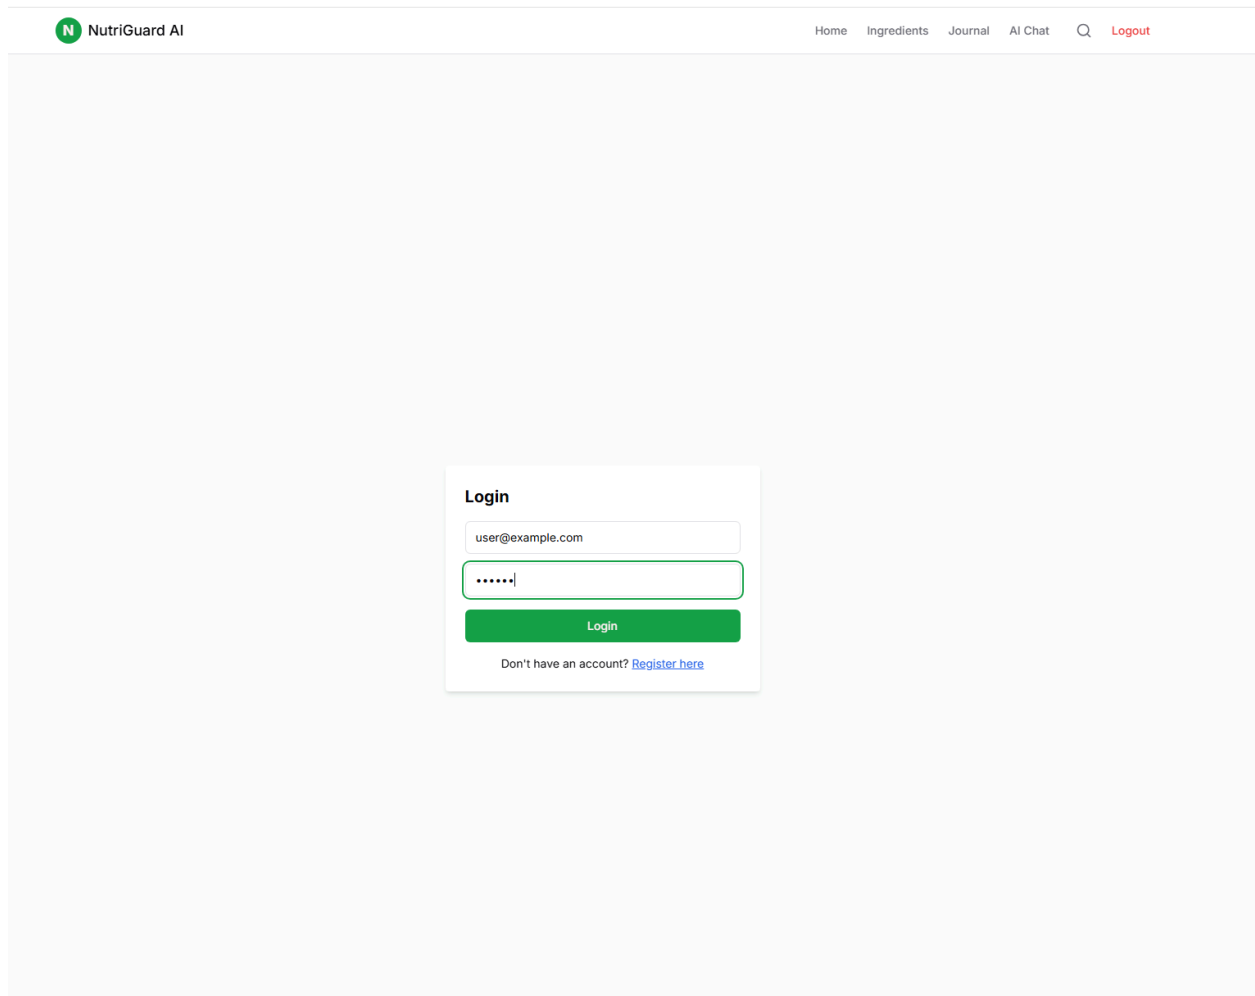 N NutriGuard AI Home Ingredients Journal AI Chat Logout
Login
user@example.com
••••••
Login
Don't have an account? Register here